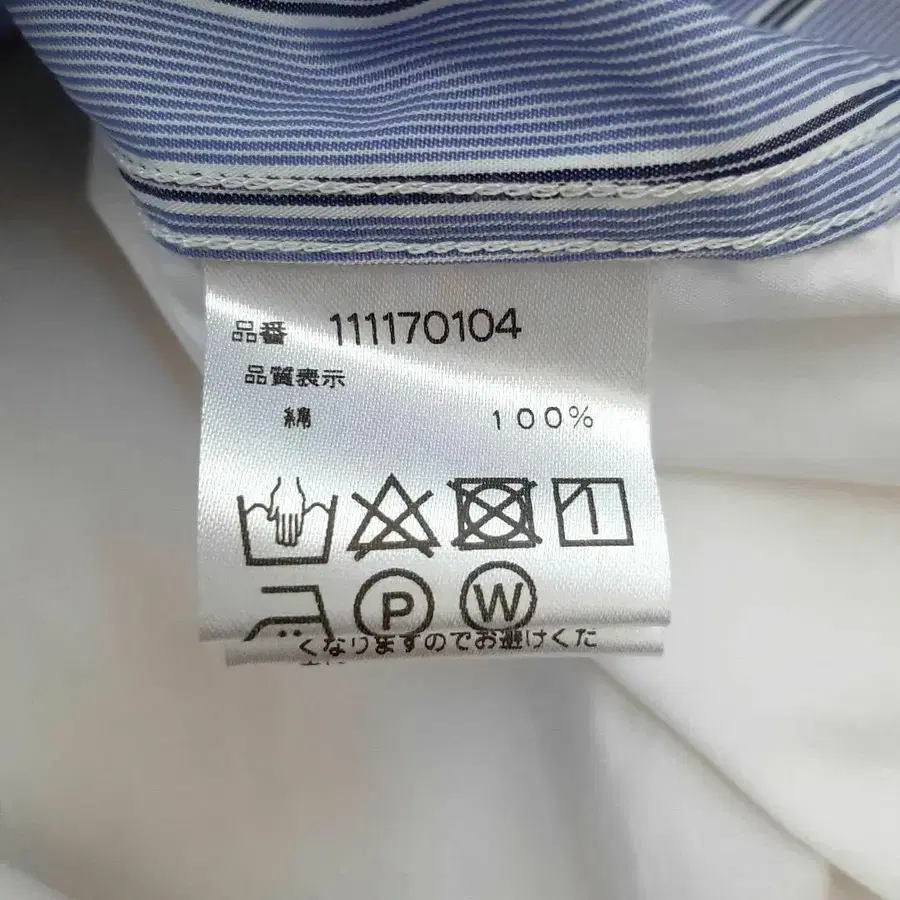 品番 111170104
品質表示
綿 100%
P W
くなりますのでお避けくだ